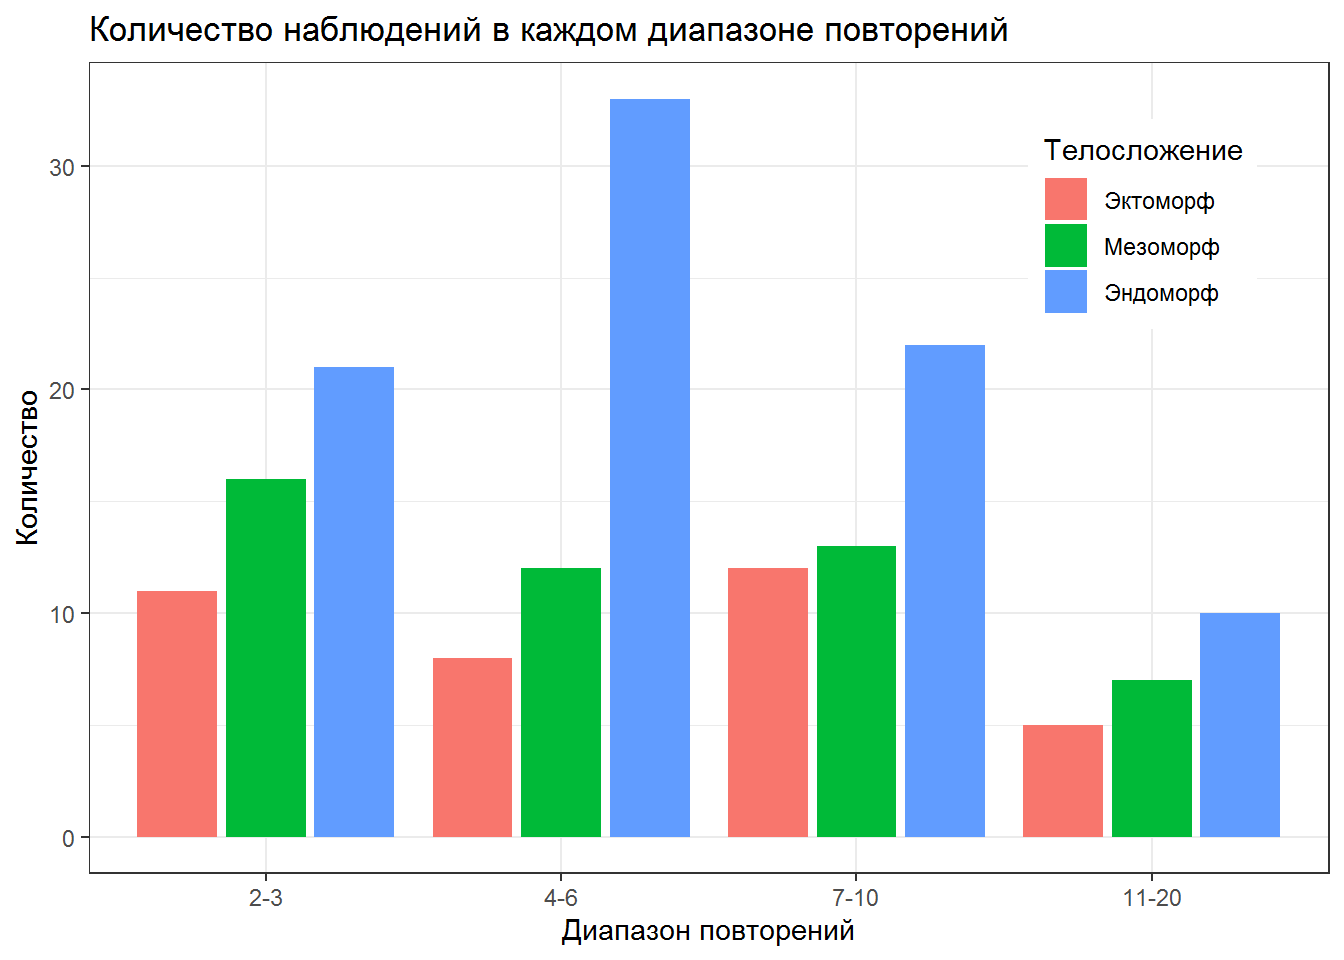 Количество наблюдений в каждом диапазоне повторений
Количество
30
20
10
0
Телосложение
Эктоморф
Мезоморф
Эндоморф
2-3
4-6
7-10
11-20
Диапазон повторений